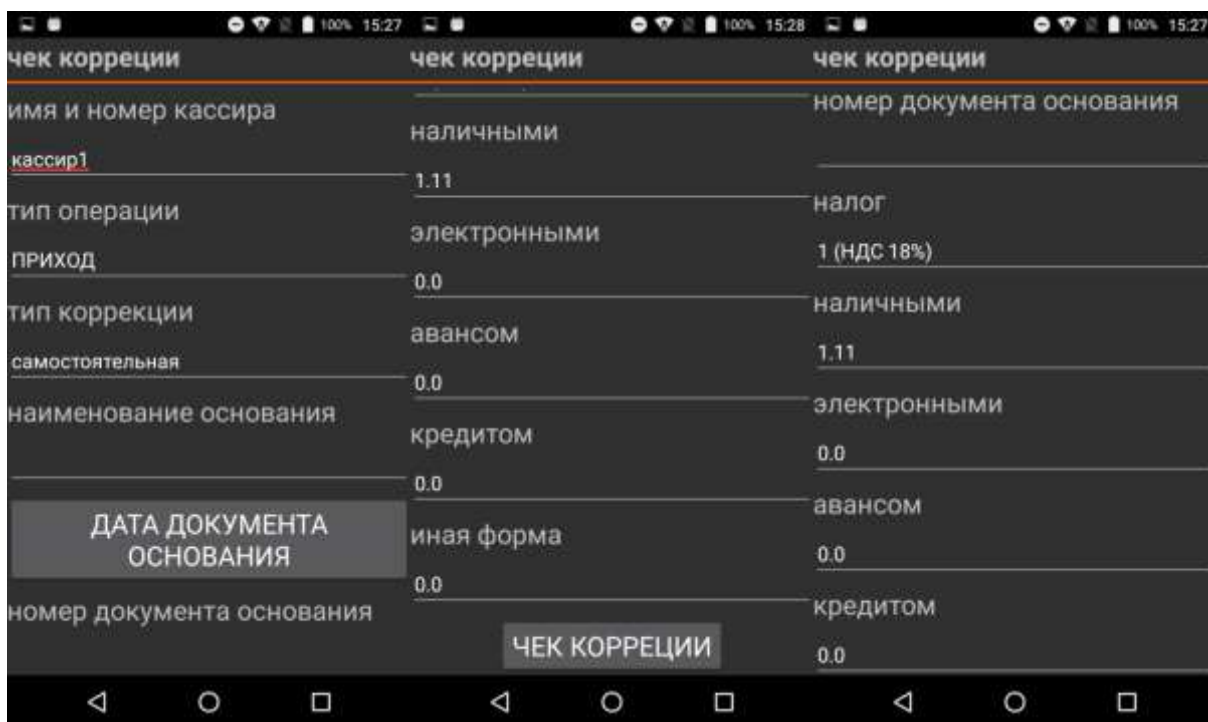 100% 15:27
чек корреции
имя и номер кассира
кассир1
тип операции
ПРИХОД
тип коррекции
самостоятельная
наименование основания
ДАТА ДОКУМЕНТА
ОСНОВАНИЯ
номер документа основания
100% 15:28
чек корреции
наличными
1.11
электронными
0.0
авансом
0.0
кредитом
0.0
иная форма
0.0
ЧЕК КОРРЕЦИИ
100% 15:27
чек корреции
номер документа основания
налог
1 (НДС 18%)
наличными
1.11
электронными
0.0
авансом
0.0
кредитом
0.0